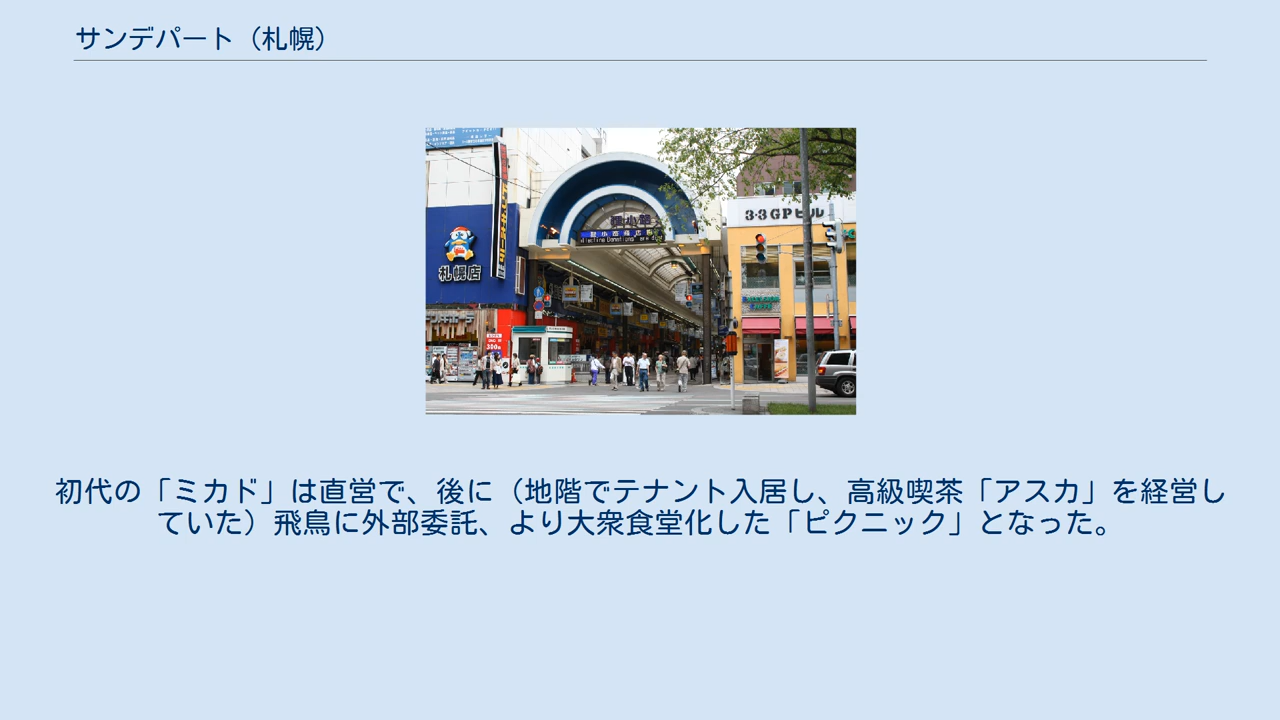 サンデパート（札幌）
3·3GPビル
札幌店
初代の「ミカド」は直営で、後に（地階でテナント入居し、高級喫茶「アスカ」を経営し
ていた）飛鳥に外部委託、より大衆食堂化した「ピクニック」となった。